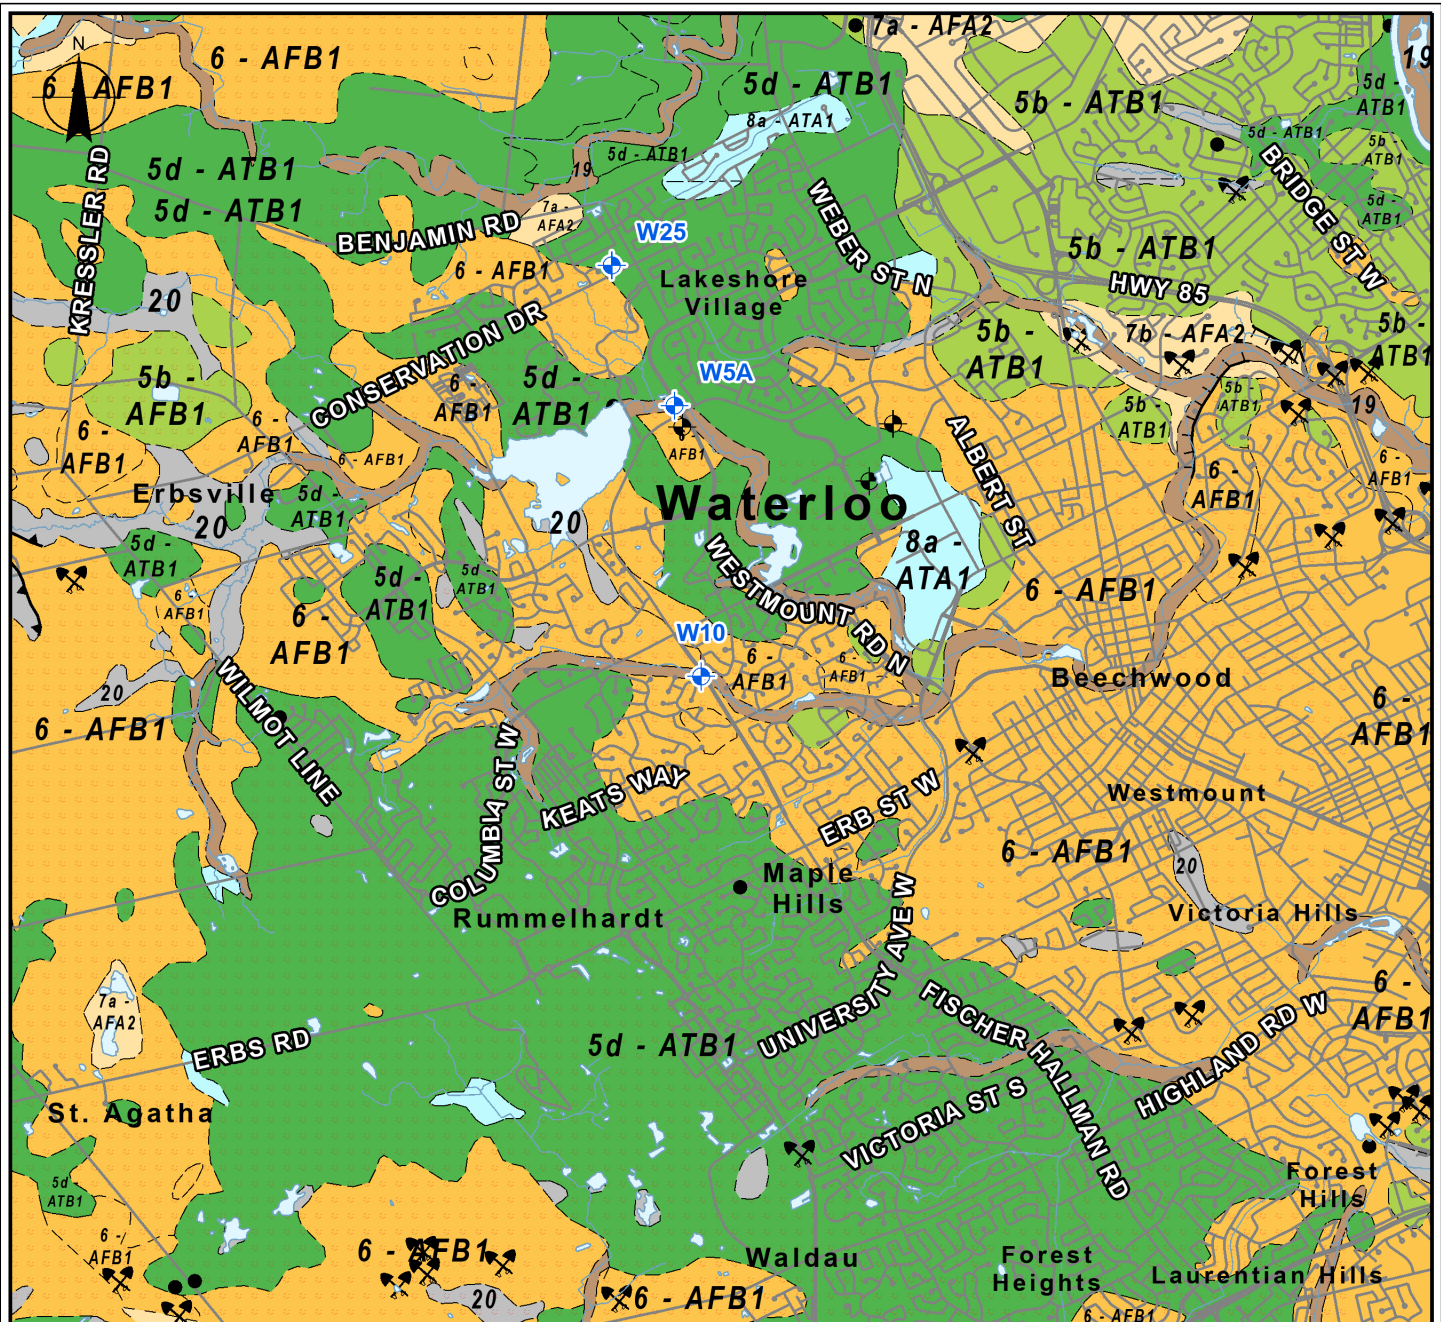 7a - AFA2
19
N
6 - AFB1
6 - AFB1
5d - ATB1
5b - ATB1
5d -
ATB1
8a - ATA1
5d - ATB1
5b -
ATB1
5d - ATB1
19
5d - ATB1
KRESSLER RD
5d - ATB1
7a -
AFA2
WEBER ST N
BRIDGE ST W
5d -
ATB1
BENJAMIN RD
W25
5b - ATB1
6 - AFB1
Lakeshore
Village
HWY 85
20
CONSERVATION DR
5b -
ATB1
7b - AFA2
5b -
ATB1
5b -
AFB1
6 -
AFB1
5d -
ATB1
W5A
5b -
ATB1
5b -
ATB1
19
6 -
AFB1
6 -
AFB1
6 - AFB1
6 -
AFB1
ALBERT ST
6 -
AFB1
6 -
AFB1
Erbsville
5d -
ATB1
20
20
Waterloo
5d -
ATB1
5d -
ATB1
5d -
ATB1
8a -
ATA1
WESTMOUNT RD N
6 -
AFB1
6 -
AFB1
6 - AFB1
W10
6 -
AFB1
6 -
AFB1
Beechwood
20
WILMOT LINE
6 - AFB1
6 -
AFB1
COLUMBIA ST W
KEATS WAY
ERB ST W
Westmount
6 - AFB1
20
Maple
Hills
Rummelhardt
UNIVERSITY AVE W
Victoria Hills
7a -
AFA2
6 -
AFB1
ERBS RD
5d - ATB1
FISCHER HALLMAN RD
HIGHLAND RD W
St. Agatha
VICTORIA ST S
5d -
ATB1
Forest
Hills
6 -
AFB1
6 - AFB1
Waldau
Forest
Heights
Laurentian Hills
20
6 - AFB1
6 - AFB1